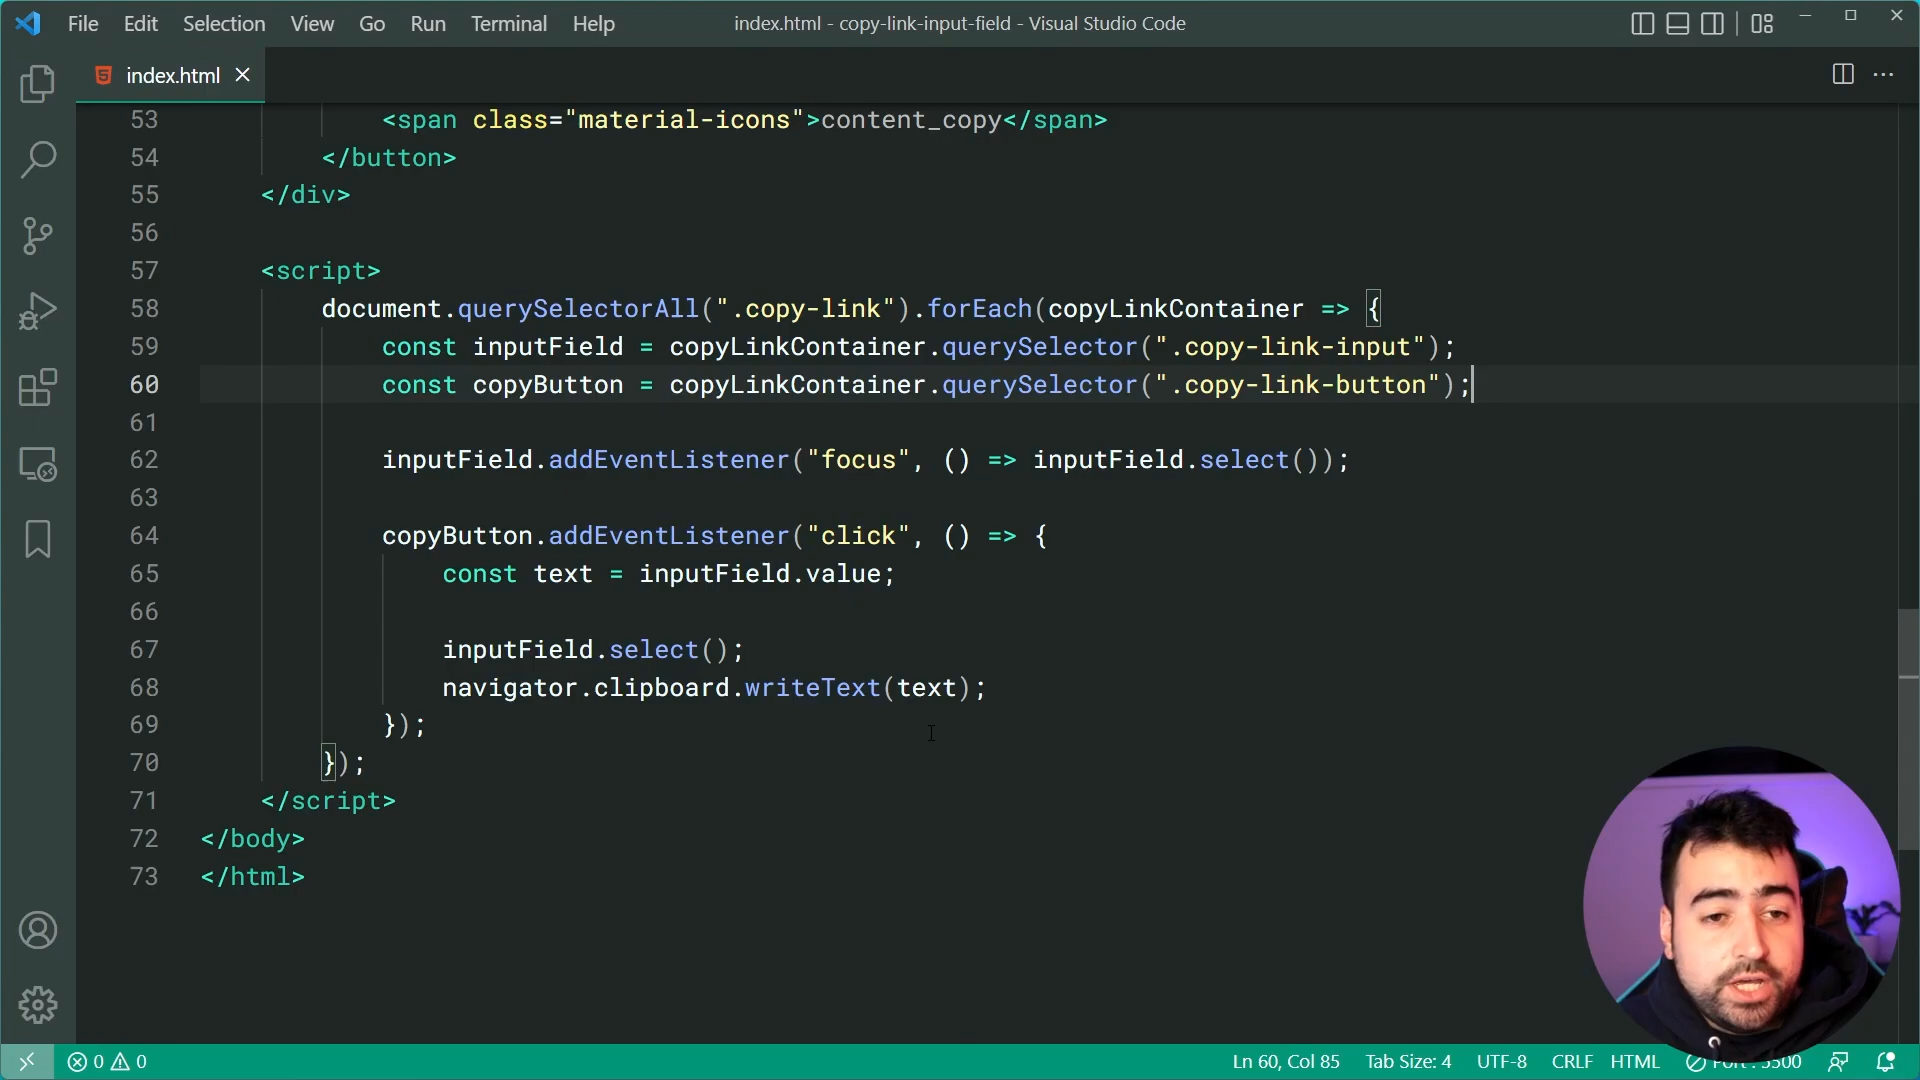 File Edit Selection View Go Run Terminal Help
index.html - copy-link-input-field - Visual Studio Code
index.html
53 <span class="material-icons">content_copy</span>
54 </button>
55 </div>
56
57 <script>
58 document.querySelectorAll(".copy-link").forEach(copyLinkContainer => {
59 const inputField = copyLinkContainer.querySelector(".copy-link-input");
60 const copyButton = copyLinkContainer.querySelector(".copy-link-button");
61
62 inputField.addEventListener("focus", () => inputField.select());
63
64 copyButton.addEventListener("click", () => {
65 const text = inputField.value;
66
67 inputField.select();
68 navigator.clipboard.writeText(text);
69 });
70 });
71 </script>
72 </body>
73 </html>
0 0 Ln 60, Col 85 Tab Size: 4 UTF-8 CRLF HTML Port : 5500